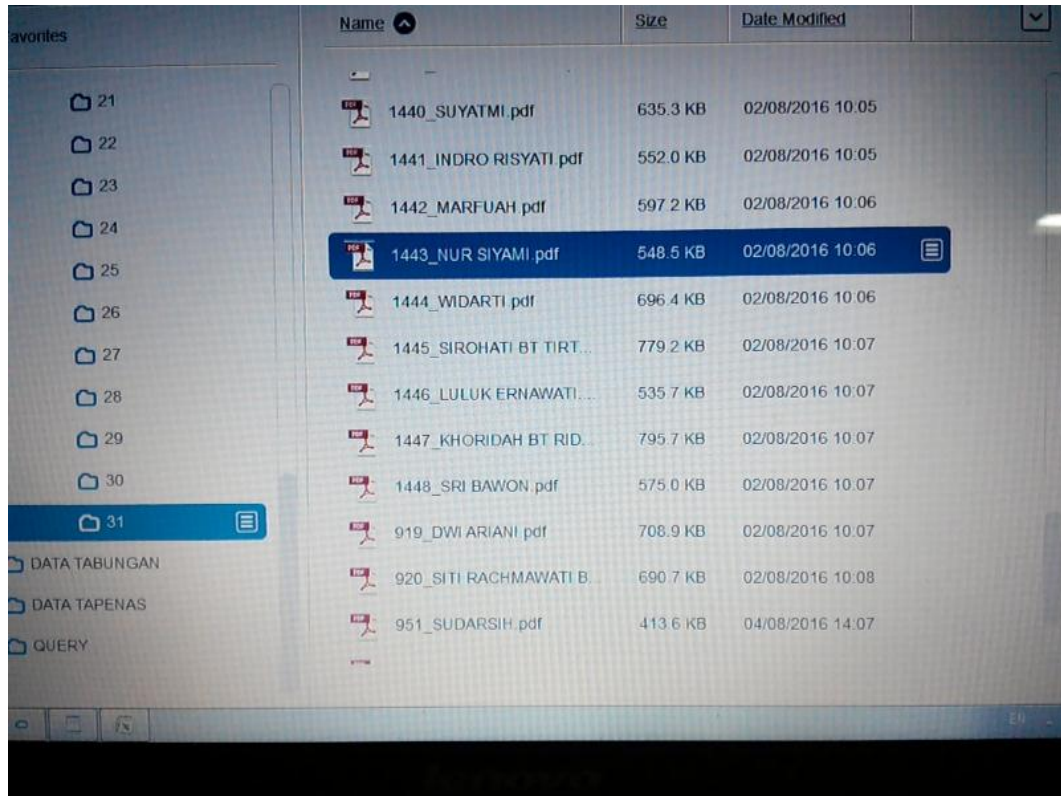 avorites
Name Size Date Modified
21
22
23
24
25
26
27
28
29
30
31
DATA TABUNGAN
DATA TAPENAS
QUERY
1440_SUYATMI.pdf 635.3 KB 02/08/2016 10:05
1441_INDRO RISYATI.pdf 552.0 KB 02/08/2016 10:05
1442_MARFUAH.pdf 597.2 KB 02/08/2016 10:06
1443_NUR SIYAMI.pdf 548.5 KB 02/08/2016 10:06
1444_WIDARTI.pdf 696.4 KB 02/08/2016 10:06
1445_SIROHATI BT TIRT... 779.2 KB 02/08/2016 10:07
1446_LULUK ERNAWATI.... 535.7 KB 02/08/2016 10:07
1447_KHORIDAH BT RID... 795.7 KB 02/08/2016 10:07
1448_SRI BAWON.pdf 575.0 KB 02/08/2016 10:07
919_DWI ARIANI.pdf 708.9 KB 02/08/2016 10:07
920_SITI RACHMAWATI B... 690.7 KB 02/08/2016 10:08
951_SUDARSIH.pdf 413.6 KB 04/08/2016 14:07
EN
lenovo